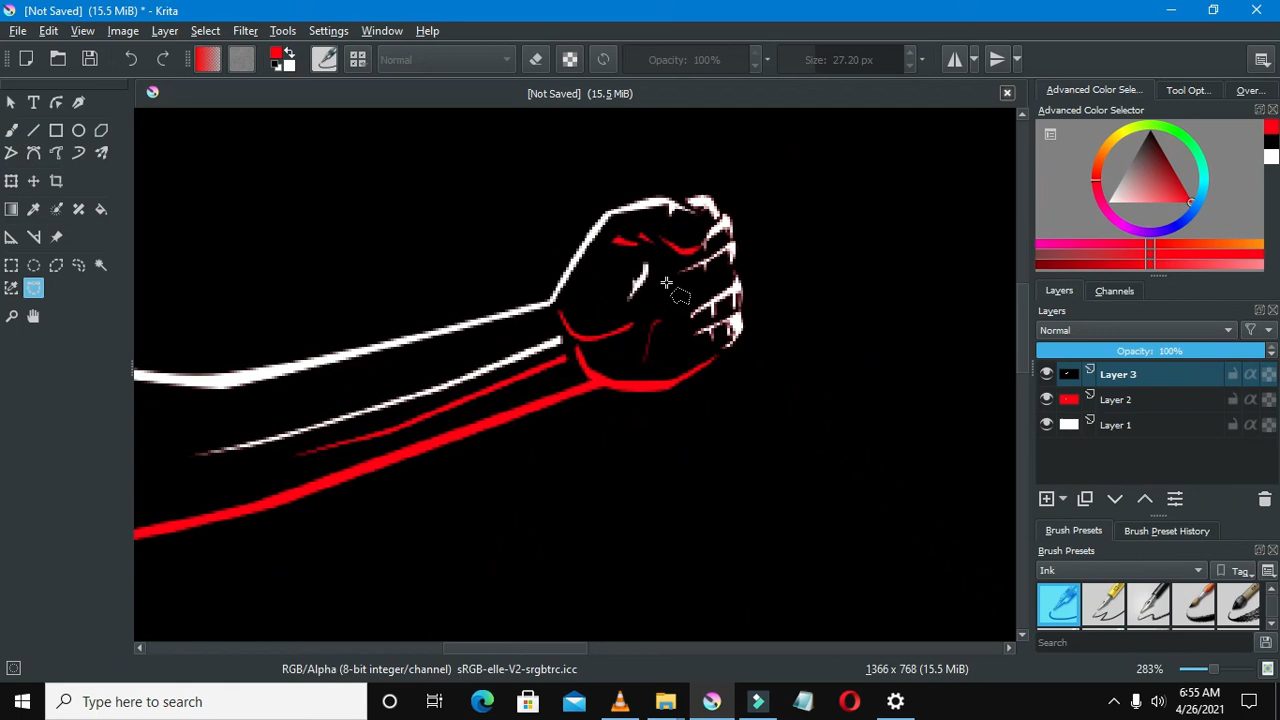 [Not Saved] (15.5 MiB) * - Krita
File Edit View Image Layer Select Filter Tools Settings Window Help
Normal Opacity: 100% Size: 27.20 px
[Not Saved] (15.5 MiB)
Advanced Color Sele... Tool Opt... Over...
Advanced Color Selector
Layers Channels
Layers
Normal
Opacity: 100%
Layer 3
Layer 2
Layer 1
Brush Presets Brush Preset History
Brush Presets
Ink Tag
Search
RGB/Alpha (8-bit integer/channel) sRGB-elle-V2-srgbtrc.icc 1366 x 768 (15.5 MiB) 283%
Type here to search
6:55 AM
4/26/2021